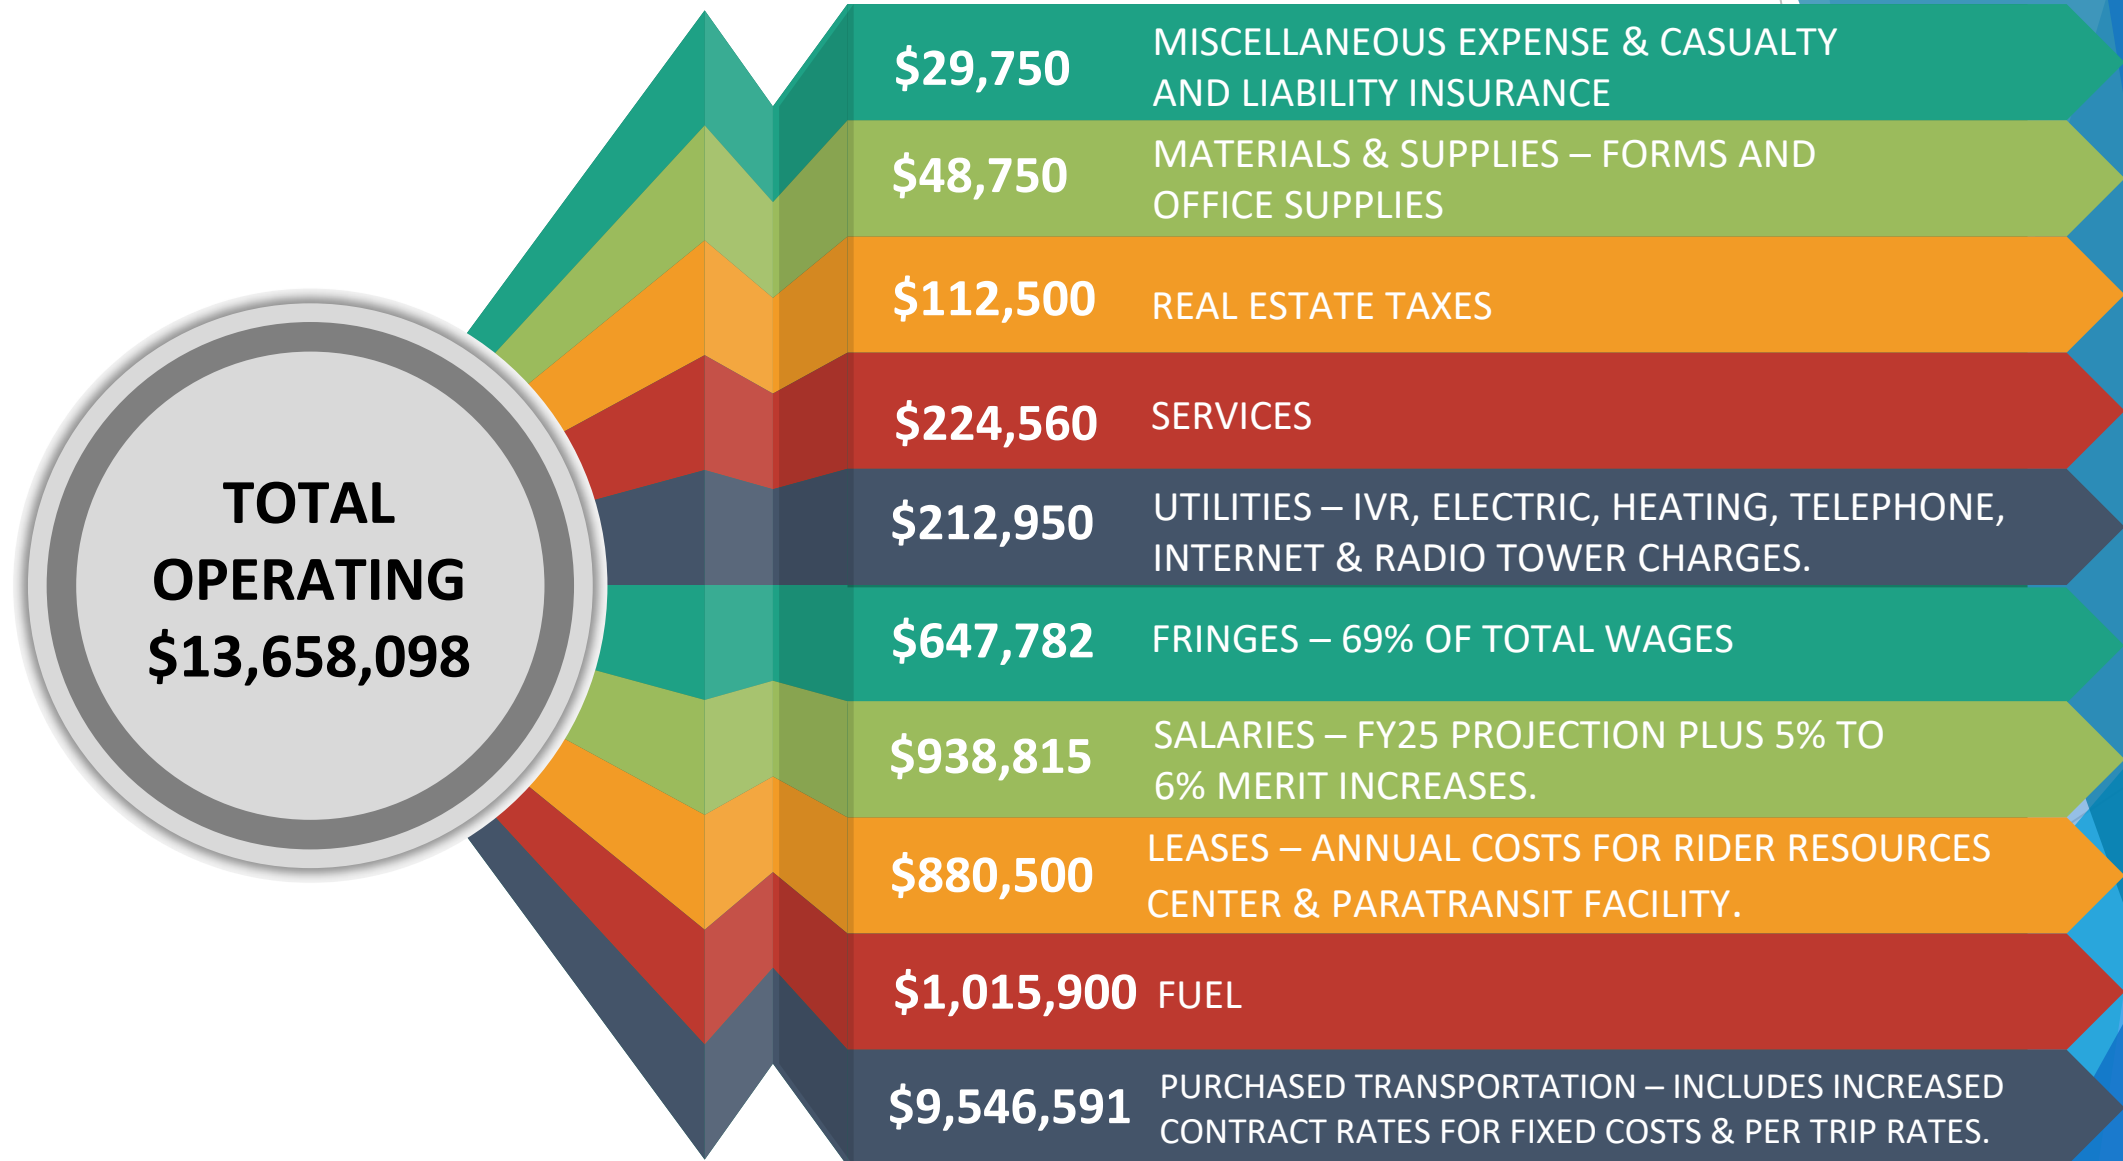 TOTAL
OPERATING
$13,658,098
$29,750
MISCELLANEOUS EXPENSE & CASUALTY
AND LIABILITY INSURANCE
$48,750
MATERIALS & SUPPLIES – FORMS AND
OFFICE SUPPLIES
$112,500
REAL ESTATE TAXES
$224,560
SERVICES
$212,950
UTILITIES – IVR, ELECTRIC, HEATING, TELEPHONE,
INTERNET & RADIO TOWER CHARGES.
$647,782
FRINGES – 69% OF TOTAL WAGES
$938,815
SALARIES – FY25 PROJECTION PLUS 5% TO
6% MERIT INCREASES.
$880,500
LEASES – ANNUAL COSTS FOR RIDER RESOURCES
CENTER & PARATRANSIT FACILITY.
$1,015,900
FUEL
$9,546,591
PURCHASED TRANSPORTATION – INCLUDES INCREASED
CONTRACT RATES FOR FIXED COSTS & PER TRIP RATES.